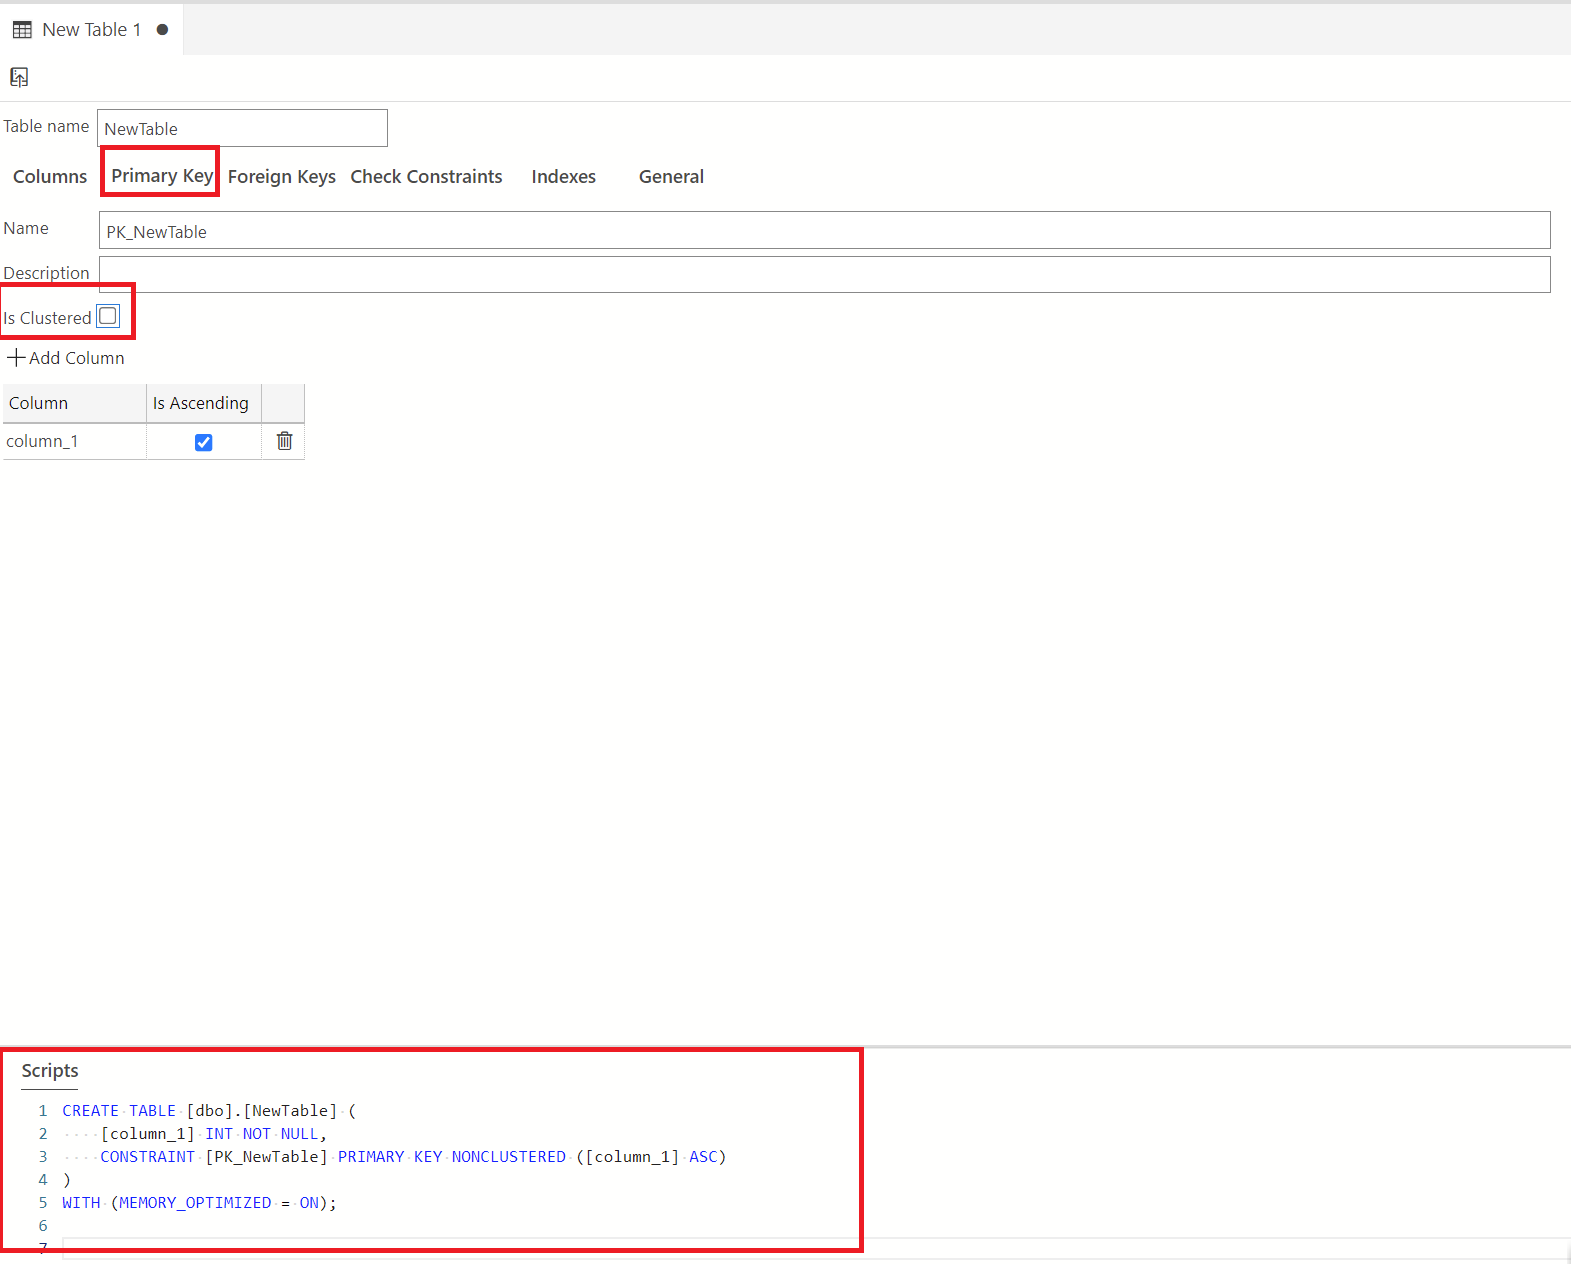 New Table 1
Table name NewTable
Columns Primary Key Foreign Keys Check Constraints Indexes General
Name PK_NewTable
Description
Is Clustered
Add Column
Column Is Ascending
column_1
Scripts
1 CREATE TABLE [dbo].[NewTable] (
2 [column_1] INT NOT NULL,
3 CONSTRAINT [PK_NewTable] PRIMARY KEY NONCLUSTERED ([column_1] ASC)
4 )
5 WITH (MEMORY_OPTIMIZED = ON);
6
7